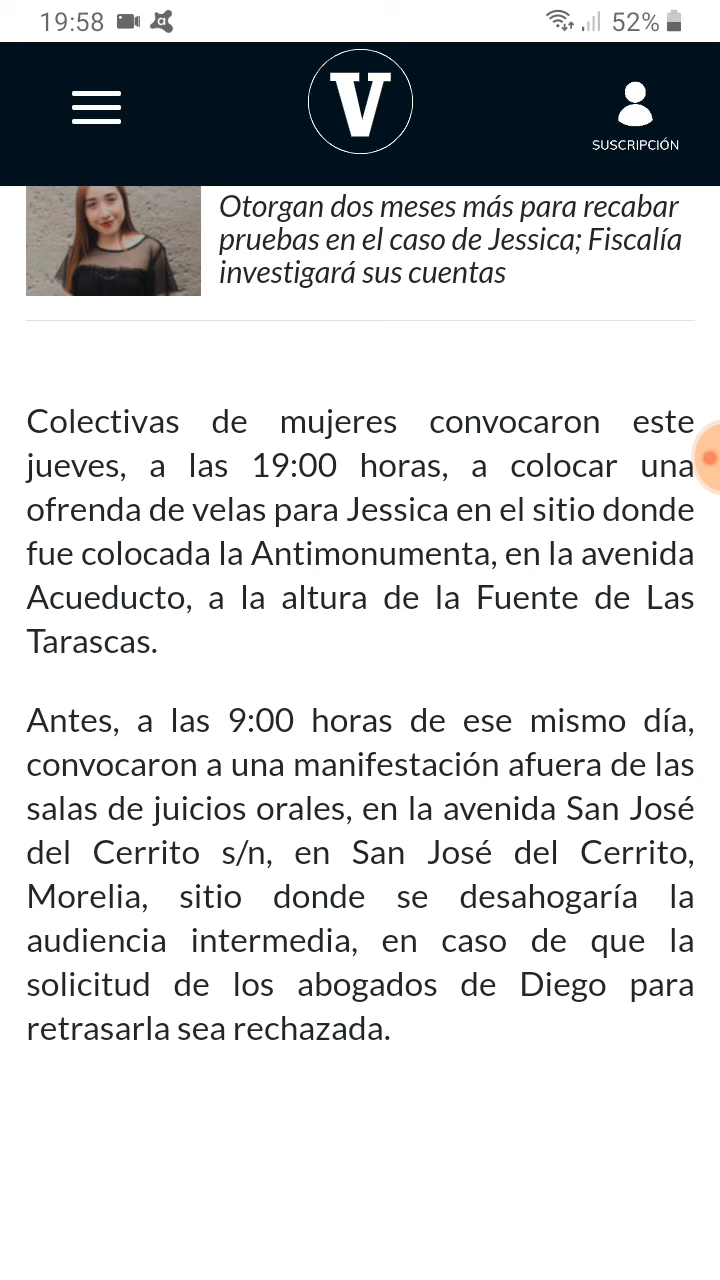 19:58
52%
V
SUSCRIPCIÓN
Otorgan dos meses más para recabar
pruebas en el caso de Jessica; Fiscalía
investigará sus cuentas
Colectivas de mujeres convocaron este
jueves, a las 19:00 horas, a colocar una
ofrenda de velas para Jessica en el sitio donde
fue colocada la Antimonumenta, en la avenida
Acueducto, a la altura de la Fuente de Las
Tarascas.
Antes, a las 9:00 horas de ese mismo día,
convocaron a una manifestación afuera de las
salas de juicios orales, en la avenida San José
del Cerrito s/n, en San José del Cerrito,
Morelia, sitio donde se desahogaría la
audiencia intermedia, en caso de que la
solicitud de los abogados de Diego para
retrasarla sea rechazada.